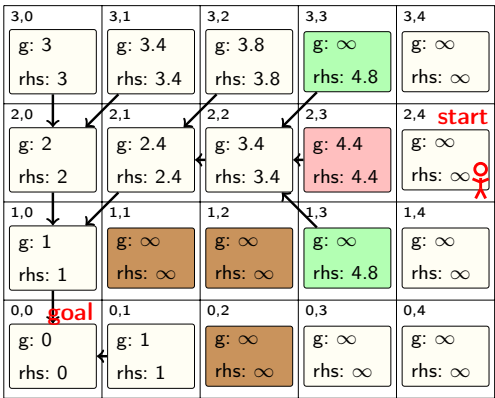 3,0 3,1 3,2 3,3 3,4
g: 3 g: 3.4 g: 3.8 g: ∞ g: ∞
rhs: 3 rhs: 3.4 rhs: 3.8 rhs: 4.8 rhs: ∞
2,0 2,1 2,2 2,3 2,4
start
g: 2 g: 2.4 g: 3.4 g: 4.4 g: ∞
rhs: 2 rhs: 2.4 rhs: 3.4 rhs: 4.4 rhs: ∞
1,0 1,1 1,2 1,3 1,4
g: 1 g: ∞ g: ∞ g: ∞ g: ∞
rhs: 1 rhs: ∞ rhs: ∞ rhs: 4.8 rhs: ∞
0,0 0,1 0,2 0,3 0,4
goal
g: 0 g: 1 g: ∞ g: ∞ g: ∞
rhs: 0 rhs: 1 rhs: ∞ rhs: ∞ rhs: ∞